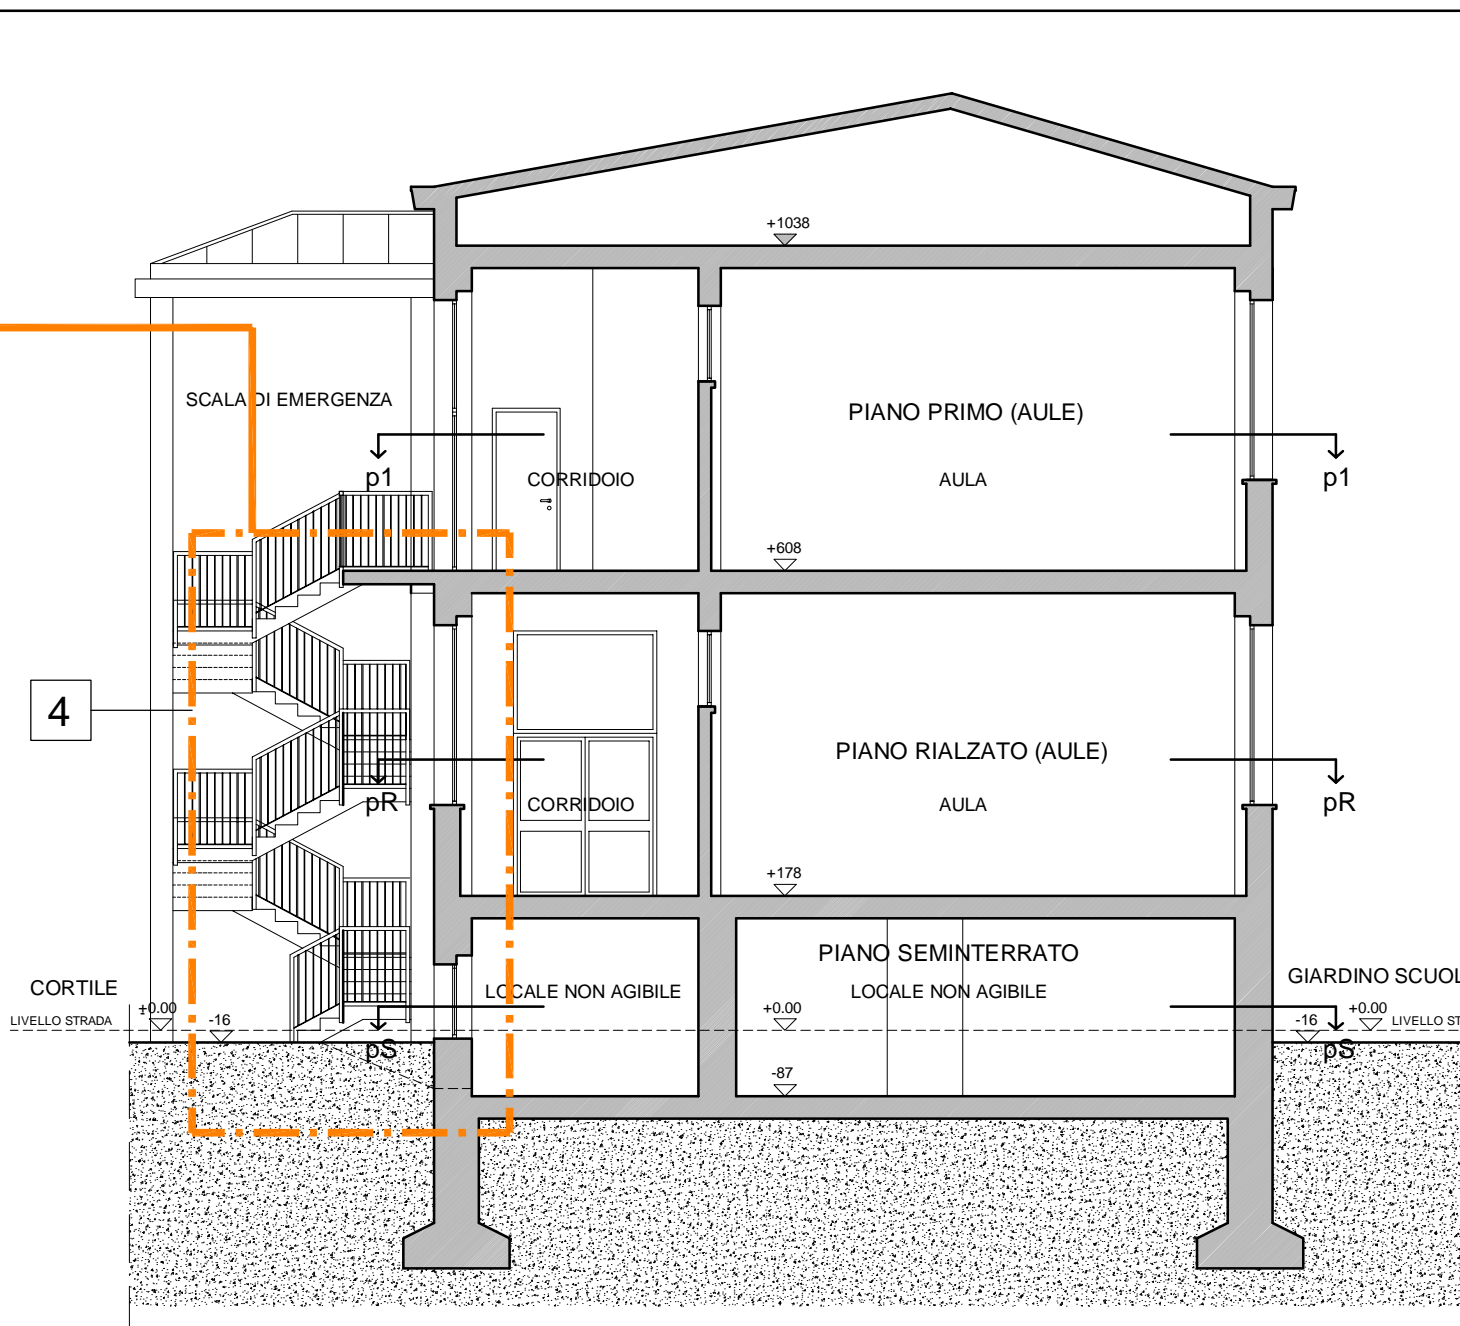 +1038
SCALA DI EMERGENZA
PIANO PRIMO (AULE)
p1
CORRIDOIO
AULA
p1
+608
4
PIANO RIALZATO (AULE)
pR
CORRIDOIO
AULA
pR
+178
PIANO SEMINTERRATO
CORTILE
LOCALE NON AGIBILE
LOCALE NON AGIBILE
GIARDINO SCUOL
LIVELLO STRADA
±0.00
-16
+0.00
-16
+0.00
LIVELLO ST
pS
pS
-87